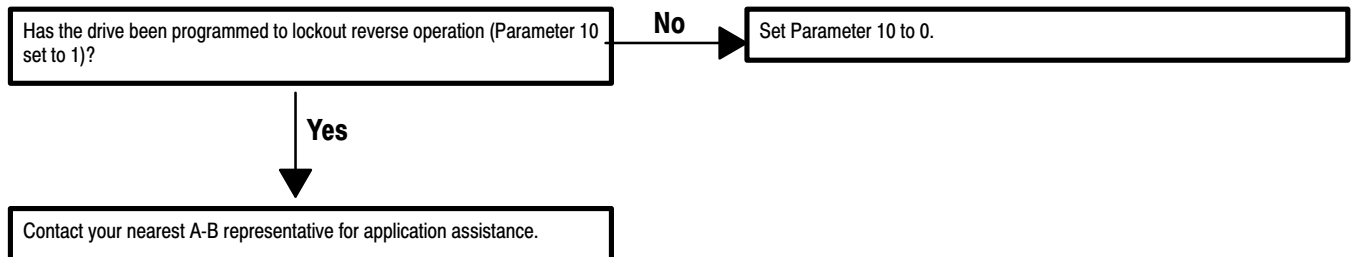 Has the drive been programmed to lockout reverse operation (Parameter 10
set to 1)?
No
Set Parameter 10 to 0.
Yes
Contact your nearest A-B representative for application assistance.